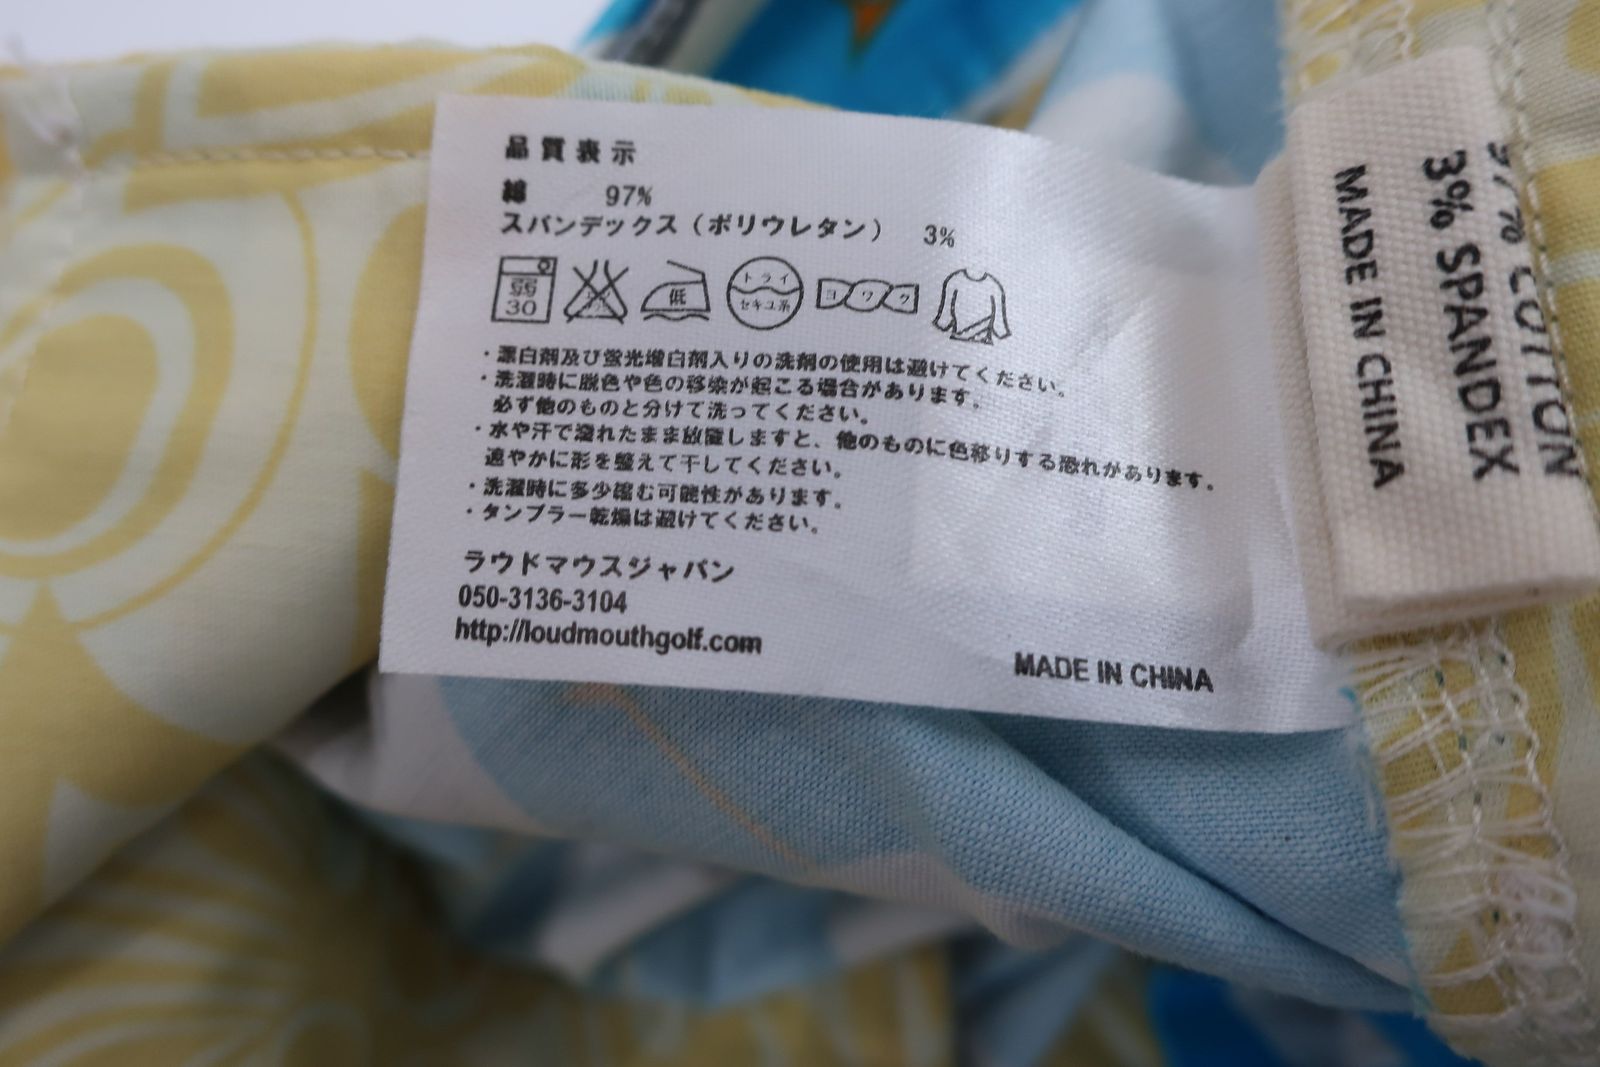 品質表示
綿 97%
スパンデックス（ポリウレタン） 3%
弱
30
低
ドライ
セキユ系
ヨワク
・漂白剤及び蛍光増白剤入りの洗剤の使用は避けてください。
・洗濯時に脱色や色の移染が起こる場合があります。
必ず他のものと分けて洗ってください。
・水や汗で濡れたまま放置しますと、他のものに色移りする恐れがあります。
速やかに形を整えて干してください。
・洗濯時に多少縮む可能性があります。
・タンブラー乾燥は避けてください。
ラウドマウスジャパン
050-3136-3104
http://loudmouthgolf.com
MADE IN CHINA
97% COTTON
3% SPANDEX
MADE IN CHINA